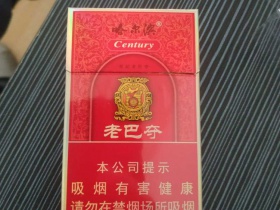 哈尔滨
Century
老巴夺
本公司提示
吸烟有害健康
请勿在禁烟场所吸烟